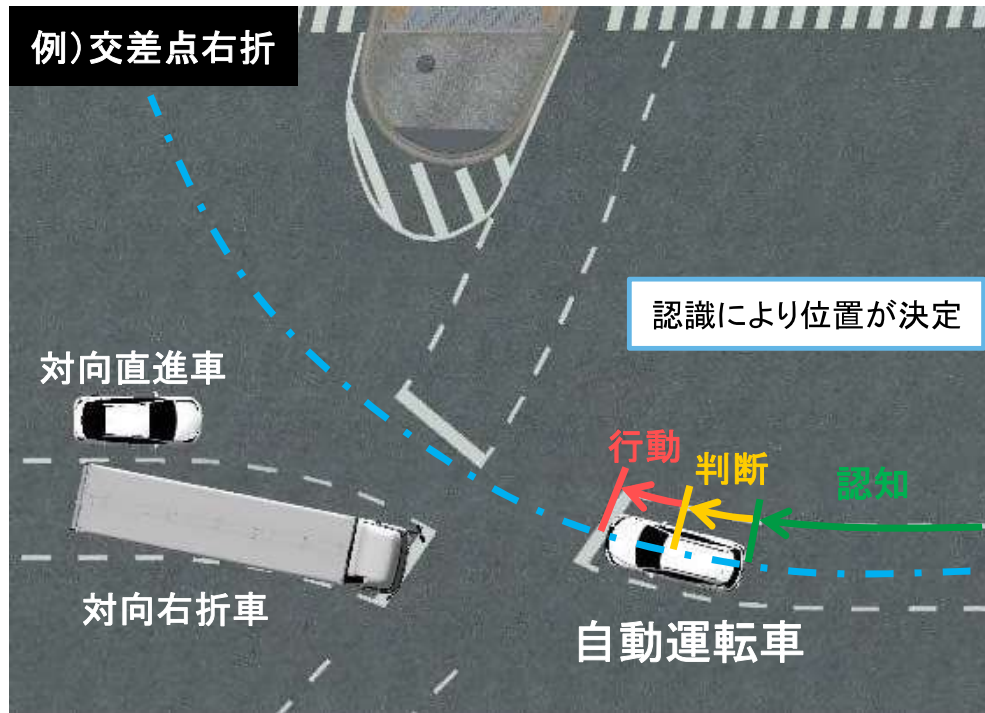 例)交差点右折
認識により位置が決定
対向直進車
行動
判断
認知
対向右折車
自動運転車